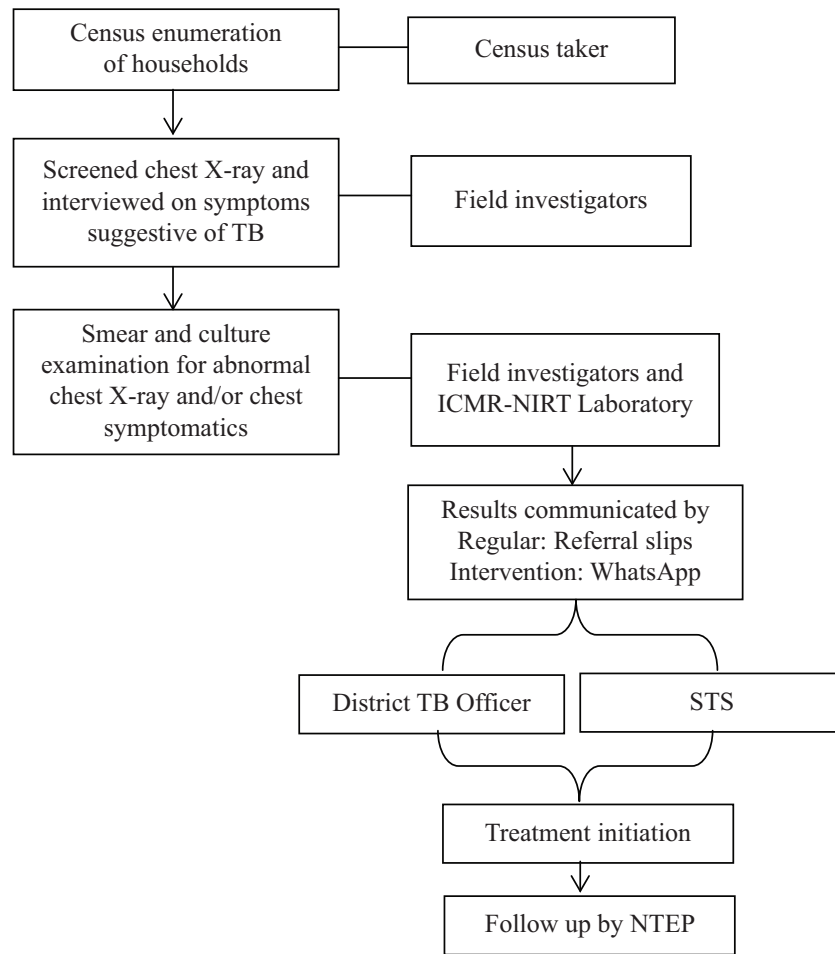 Census enumeration
of households
Census taker
Screened chest X-ray and
interviewed on symptoms
suggestive of TB
Field investigators
Smear and culture
examination for abnormal
chest X-ray and/or chest
symptomatics
Field investigators and
ICMR-NIRT Laboratory
Results communicated by
Regular: Referral slips
Intervention: WhatsApp
District TB Officer
STS
Treatment initiation
Follow up by NTEP